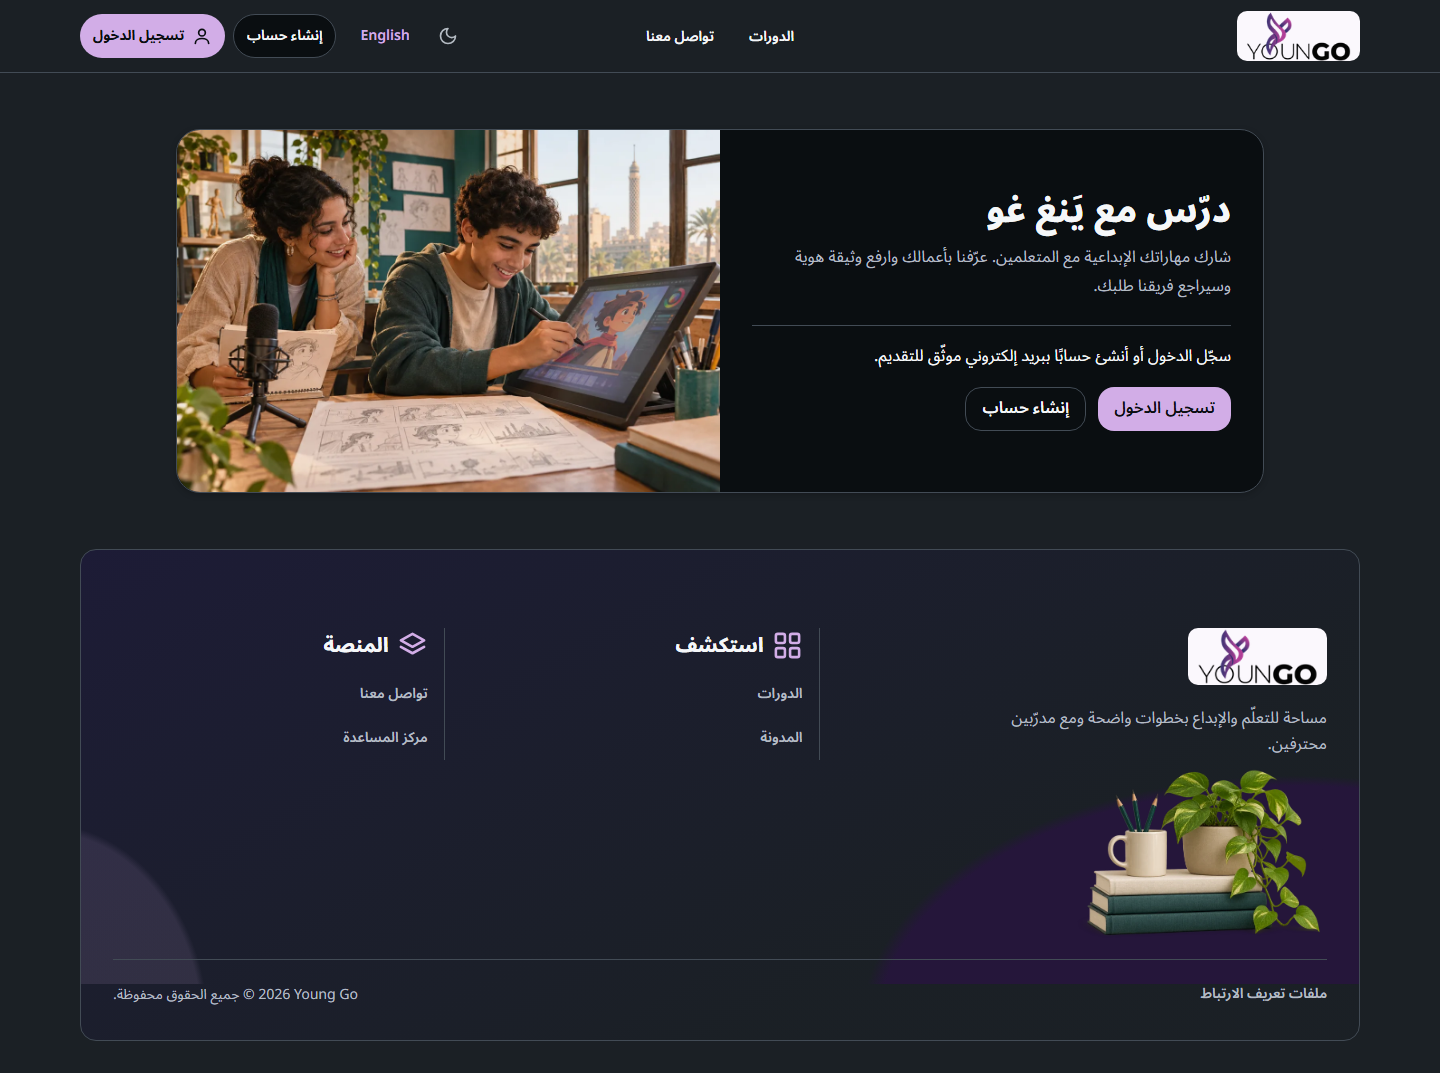 YOUNGO
الدورات
تواصل معنا
English
إنشاء حساب
تسجيل الدخول
درّس مع يَنغ غو
شارك مهاراتك الإبداعية مع المتعلمين. عرّفنا بأعمالك وارفع وثيقة هوية
وسيراجع فريقنا طلبك.
سجّل الدخول أو أنشئ حسابًا ببريد إلكتروني موثّق للتقديم.
تسجيل الدخول
إنشاء حساب
YOUNGO
مساحة للتعلّم والإبداع بخطوات واضحة ومع مدرّبين
محترفين.
استكشف
الدورات
المدونة
المنصة
تواصل معنا
مركز المساعدة
ملفات تعريف الارتباط
© 2026 Young Go جميع الحقوق محفوظة.